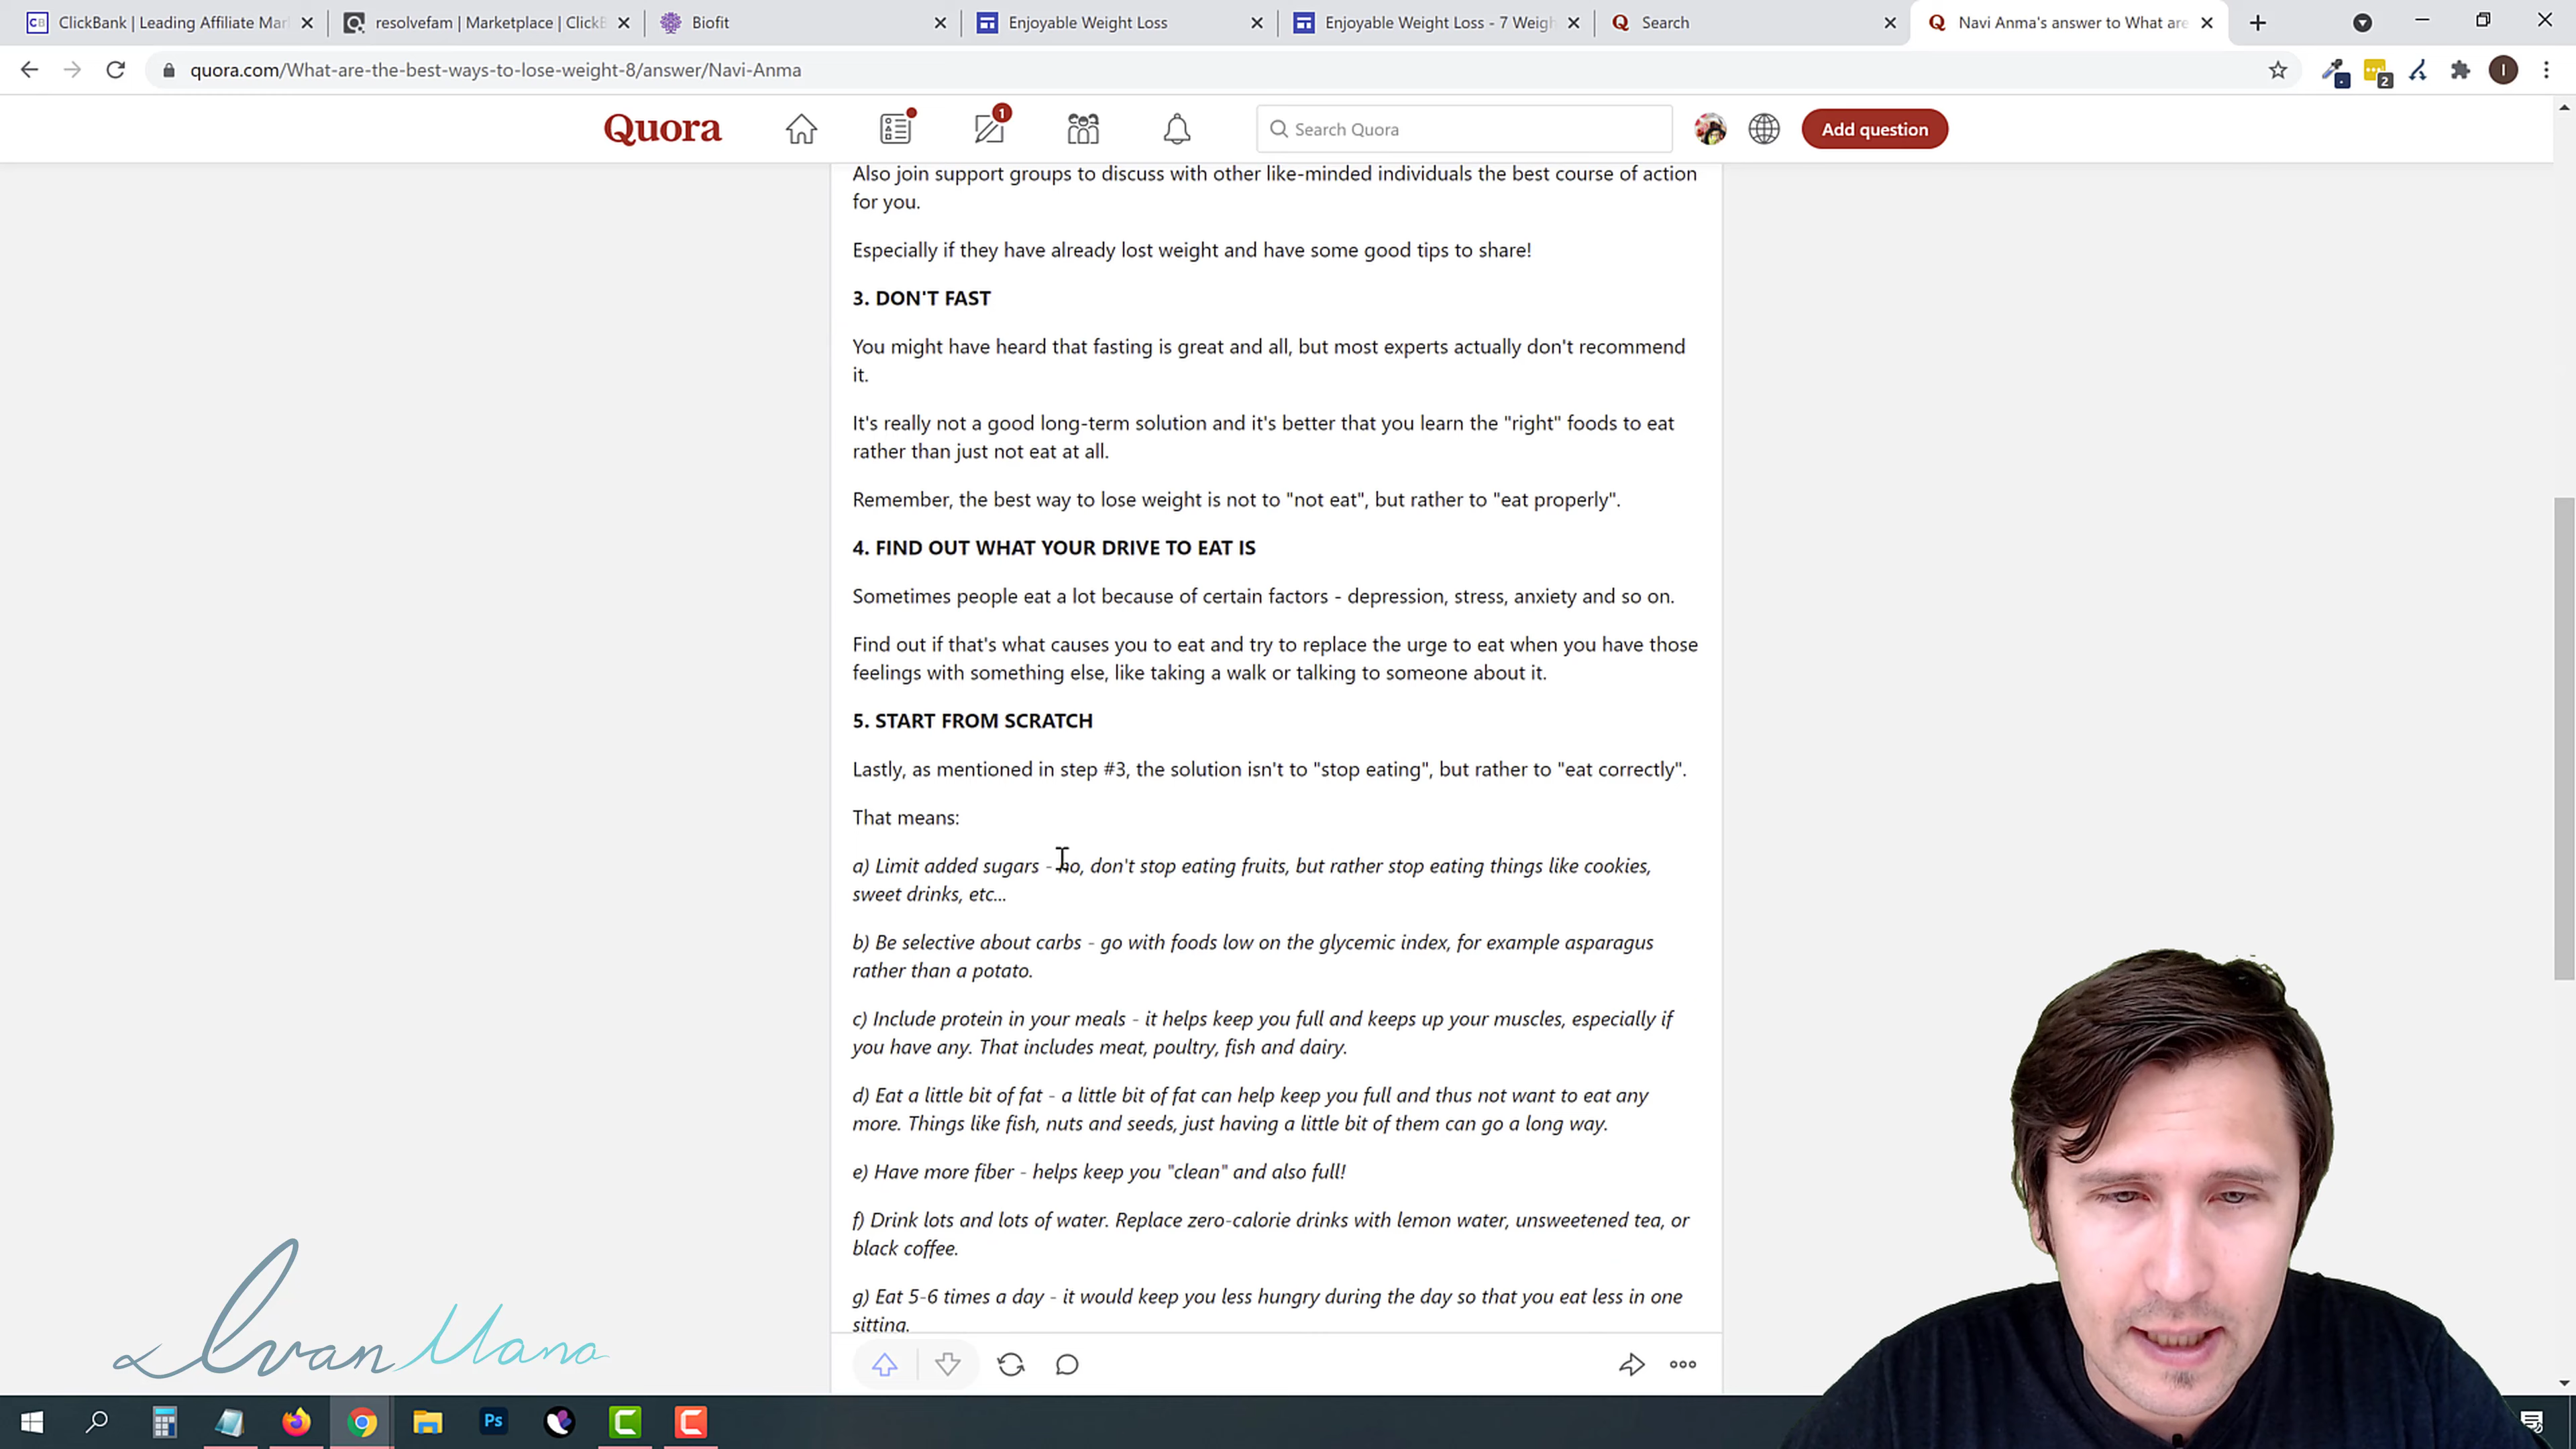 ClickBank | Leading Affiliate Mar
resolvefam | Marketplace | ClickB
Biofit
Enjoyable Weight Loss
Enjoyable Weight Loss - 7 Weigh
Search
Navi Anma's answer to What are
quora.com/What-are-the-best-ways-to-lose-weight-8/answer/Navi-Anma
2
I
Quora
1
Search Quora
Add question
Also join support groups to discuss with other like-minded individuals the best course of action
for you.
Especially if they have already lost weight and have some good tips to share!
3. DON'T FAST
You might have heard that fasting is great and all, but most experts actually don't recommend
it.
It's really not a good long-term solution and it's better that you learn the "right" foods to eat
rather than just not eat at all.
Remember, the best way to lose weight is not to "not eat", but rather to "eat properly".
4. FIND OUT WHAT YOUR DRIVE TO EAT IS
Sometimes people eat a lot because of certain factors - depression, stress, anxiety and so on.
Find out if that's what causes you to eat and try to replace the urge to eat when you have those
feelings with something else, like taking a walk or talking to someone about it.
5. START FROM SCRATCH
Lastly, as mentioned in step #3, the solution isn't to "stop eating", but rather to "eat correctly".
That means:
a) Limit added sugars - no, don't stop eating fruits, but rather stop eating things like cookies,
sweet drinks, etc...
b) Be selective about carbs - go with foods low on the glycemic index, for example asparagus
rather than a potato.
c) Include protein in your meals - it helps keep you full and keeps up your muscles, especially if
you have any. That includes meat, poultry, fish and dairy.
d) Eat a little bit of fat - a little bit of fat can help keep you full and thus not want to eat any
more. Things like fish, nuts and seeds, just having a little bit of them can go a long way.
e) Have more fiber - helps keep you "clean" and also full!
f) Drink lots and lots of water. Replace zero-calorie drinks with lemon water, unsweetened tea, or
black coffee.
g) Eat 5-6 times a day - it would keep you less hungry during the day so that you eat less in one
sitting.
Ivan Mana
Ps